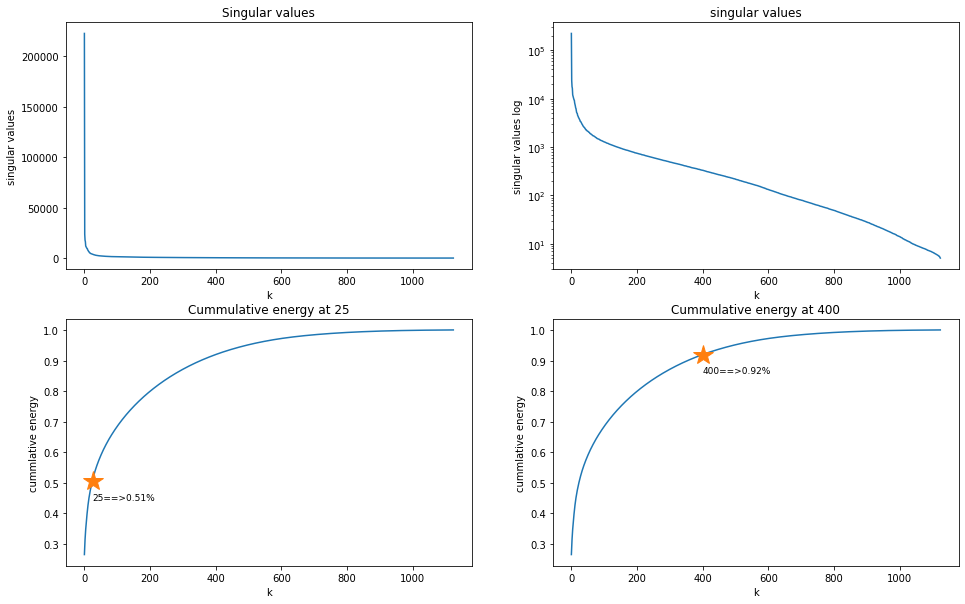 Singular values
singular values
200000
150000
100000
50000
0
0 200 400 600 800 1000
k
singular values
singular values log
10^5
10^4
10^3
10^2
10^1
0 200 400 600 800 1000
k
Cummulative energy at 25
cummlative energy
1.0
0.9
0.8
0.7
0.6
0.5
0.4
0.3
25==>0.51%
0 200 400 600 800 1000
k
Cummulative energy at 400
cummlative energy
1.0
0.9
0.8
0.7
0.6
0.5
0.4
0.3
400==>0.92%
0 200 400 600 800 1000
k